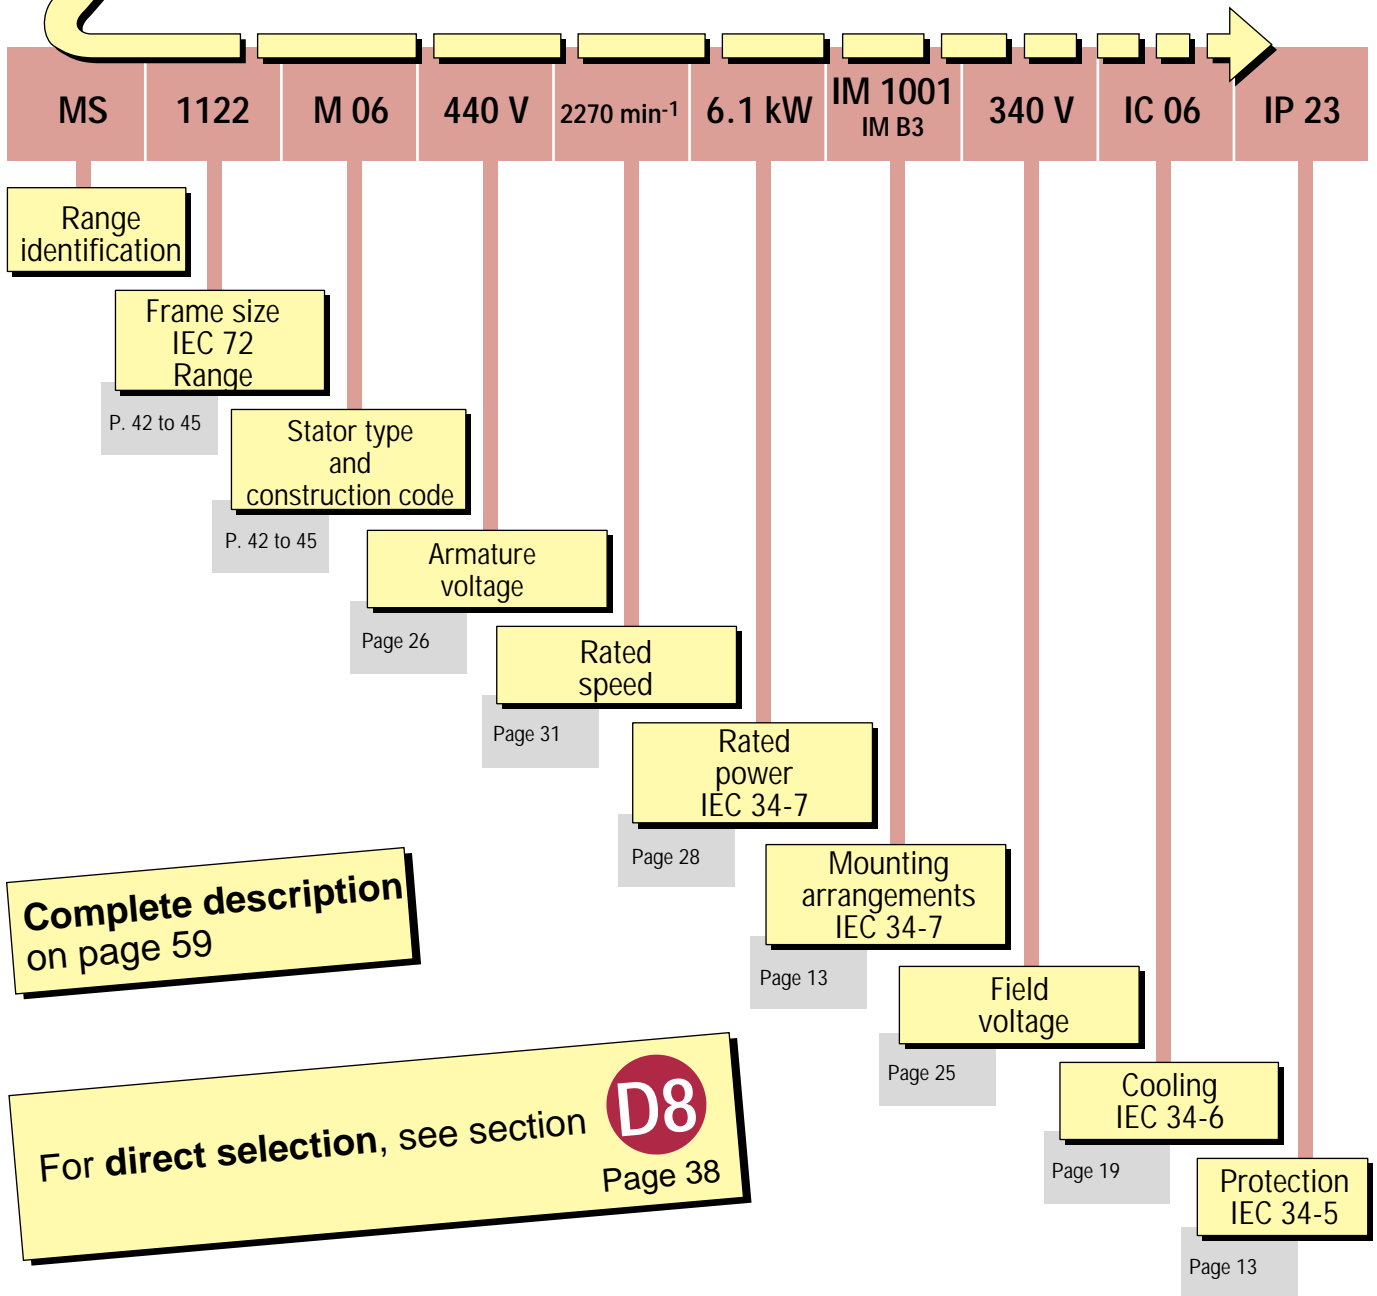 MS
1122
M 06
440 V
2270 min-1
6.1 kW
IM 1001
IM B3
340 V
IC 06
IP 23
Range
identification
Frame size
IEC 72
Range
P. 42 to 45
Stator type
and
construction code
P. 42 to 45
Armature
voltage
Page 26
Rated
speed
Page 31
Rated
power
IEC 34-7
Page 28
Mounting
arrangements
IEC 34-7
Page 13
Field
voltage
Page 25
Cooling
IEC 34-6
Page 19
Protection
IEC 34-5
Page 13
Complete description
on page 59
For direct selection, see section
D8
Page 38